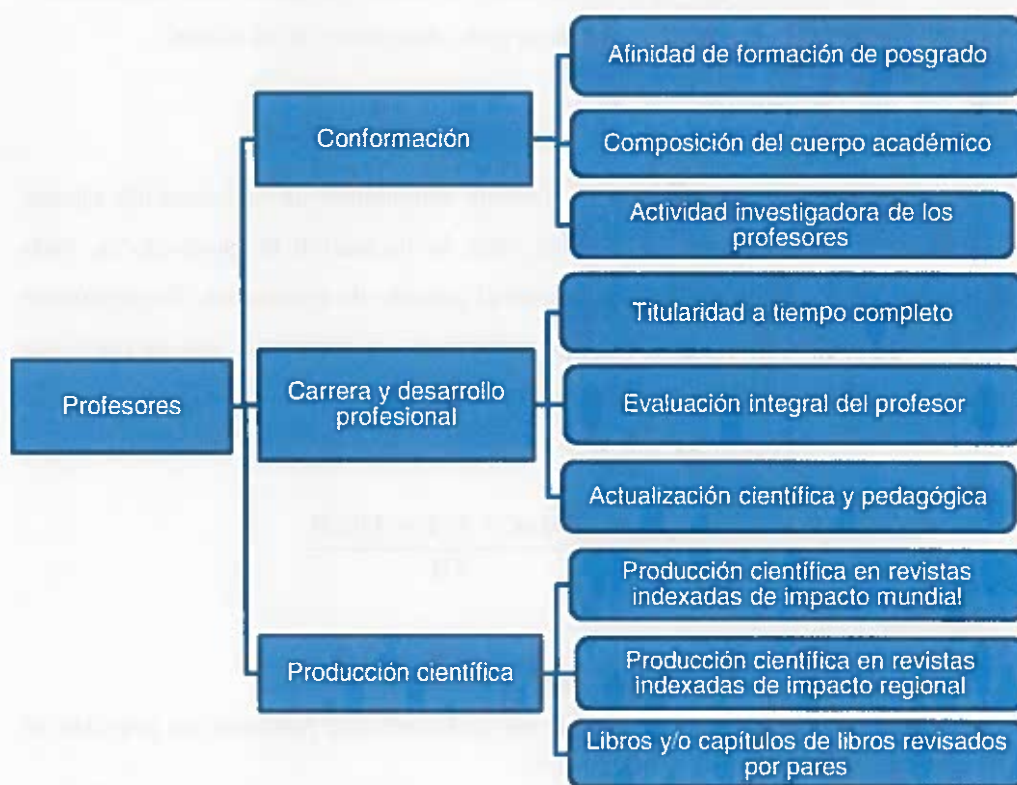 Profesores
Conformación
Afinidad de formación de posgrado
Composición del cuerpo académico
Actividad investigadora de los
profesores
Carrera y desarrollo
profesional
Titularidad a tiempo completo
Evaluación integral del profesor
Actualización científica y pedagógica
Producción científica
Producción científica en revistas
indexadas de impacto mundial
Producción científica en revistas
indexadas de impacto regional
Libros y/o capítulos de libros revisados
por pares